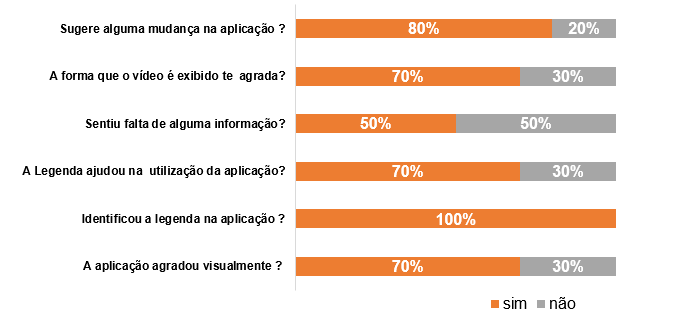 Sugere alguma mudança na aplicação ?
80%
20%
A forma que o vídeo é exibido te agrada?
70%
30%
Sentiu falta de alguma informação?
50%
50%
A Legenda ajudou na utilização da aplicação?
70%
30%
Identificou a legenda na aplicação ?
100%
A aplicação agradou visualmente ?
70%
30%
sim
não